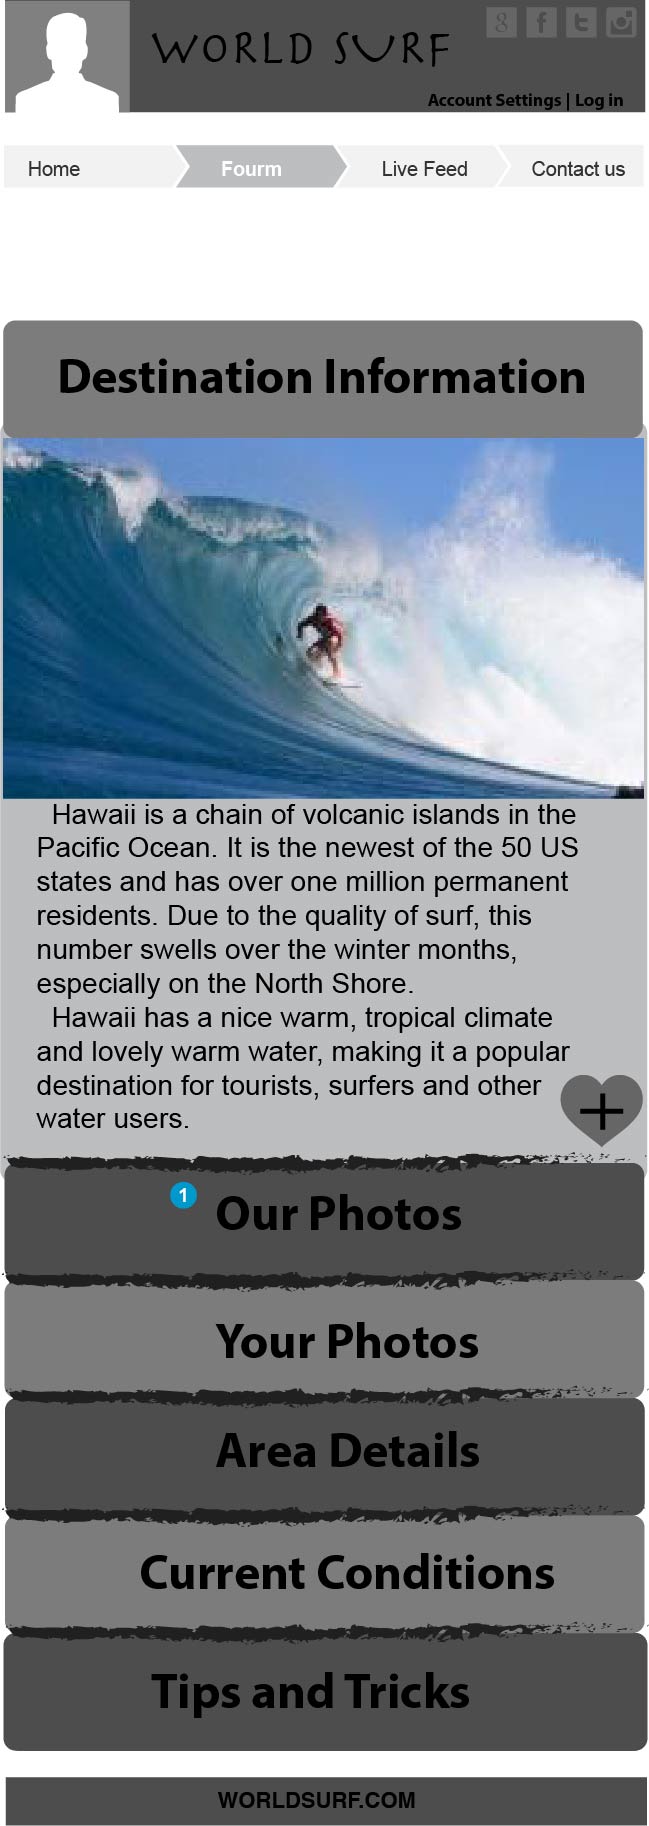 WORLD SURF
Account Settings | Log in
Home
Fourm
Live Feed
Contact us
Destination Information
Hawaii is a chain of volcanic islands in the
Pacific Ocean. It is the newest of the 50 US
states and has over one million permanent
residents. Due to the quality of surf, this
number swells over the winter months,
especially on the North Shore.
Hawaii has a nice warm, tropical climate
and lovely warm water, making it a popular
destination for tourists, surfers and other
water users.
1
Our Photos
Your Photos
Area Details
Current Conditions
Tips and Tricks
WORLDSURF.COM